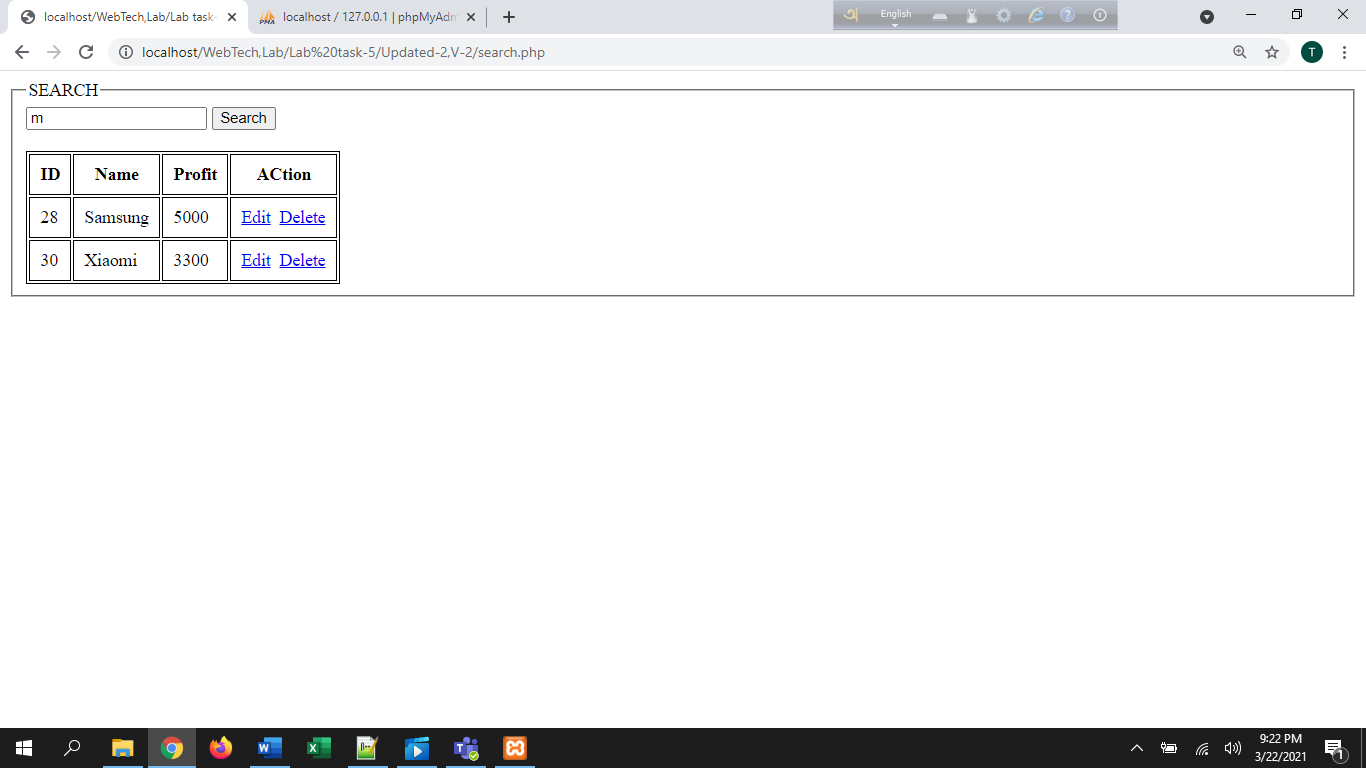 localhost/WebTech,Lab/Lab task-
localhost / 127.0.0.1 | phpMyAdm
অ English
localhost/WebTech,Lab/Lab%20task-5/Updated-2,V-2/search.php
T
SEARCH
m Search
ID Name Profit ACtion
28 Samsung 5000 Edit Delete
30 Xiaomi 3300 Edit Delete
9:22 PM
3/22/2021
1